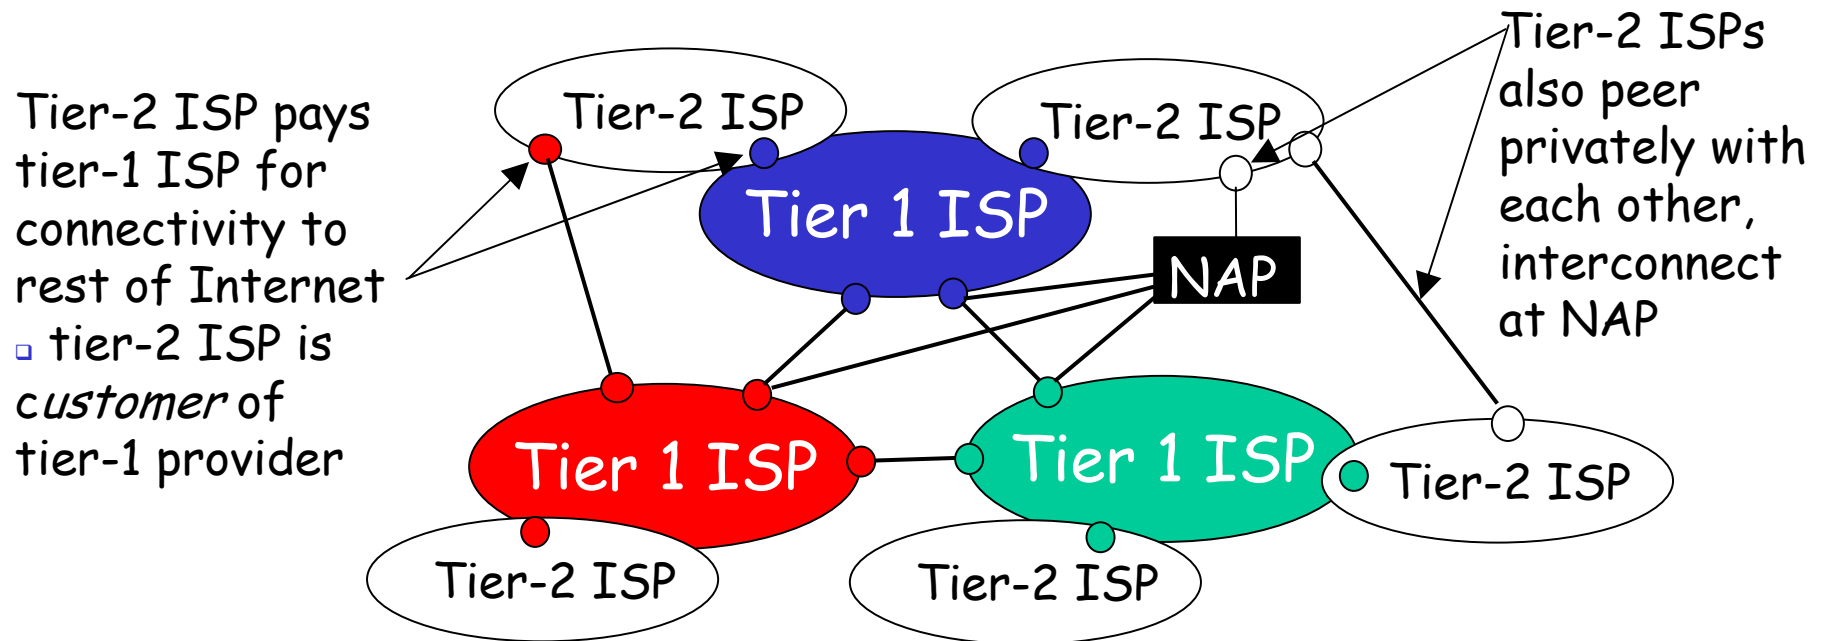 Tier-2 ISP pays
tier-1 ISP for
connectivity to
rest of Internet
❑ tier-2 ISP is
customer of
tier-1 provider
Tier-2 ISP
Tier-2 ISP
Tier 1 ISP
NAP
Tier 1 ISP
Tier 1 ISP
Tier-2 ISP
Tier-2 ISP
Tier-2 ISP
Tier-2 ISPs
also peer
privately with
each other,
interconnect
at NAP